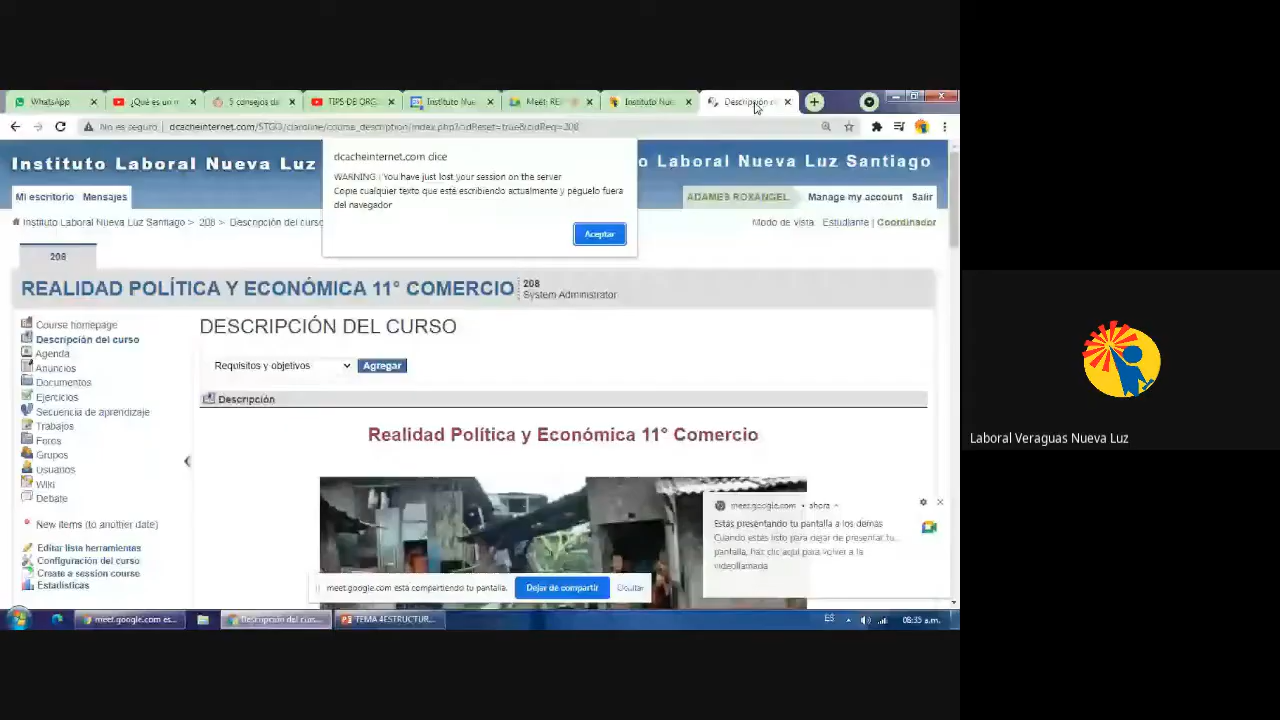 WhatsApp
¿Qué es un n
5 consejos da
TIPS DE ORG
Instituto Nue
Meet: RE
Instituto Nue
Descripción d
No es seguro
dcacheinternet.com/STGO/claroline/course_description/index.php?cidReset=true&cidReq=208
dcacheinternet.com dice
WARNING ! You have just lost your session on the server
Copie cualquier texto que esté escribiendo actualmente y péguelo fuera
del navegador
Aceptar
Instituto Laboral Nueva Luz
o Laboral Nueva Luz Santiago
Mi escritorio Mensajes
ADAMES ROXANGEL Manage my account Salir
Instituto Laboral Nueva Luz Santiago > 208 > Descripción del curso
Modo de vista: Estudiante | Coordinador
208
REALIDAD POLÍTICA Y ECONÓMICA 11° COMERCIO
208
System Administrator
Course homepage
Descripción del curso
Agenda
Anuncios
Documentos
Ejercicios
Secuencia de aprendizaje
Trabajos
Foros
Grupos
Usuarios
Wiki
Debate
New items (to another date)
Editar lista herramientas
Configuración del curso
Create a session course
Estadísticas
DESCRIPCIÓN DEL CURSO
Requisitos y objetivos
Agregar
Descripción
Realidad Política y Económica 11° Comercio
meet.google.com • ahora
Estás presentando tu pantalla a los demás
Cuando estés listo para dejar de presentar tu...
pantalla, haz clic aquí para volver a la
videollamada
meet.google.com está compartiendo tu pantalla.
Dejar de compartir
Ocultar
meet.google.com es...
Descripción del cur...
TEMA 4ESTRUCTUR...
ES
08:35 a.m.
Laboral Veraguas Nueva Luz